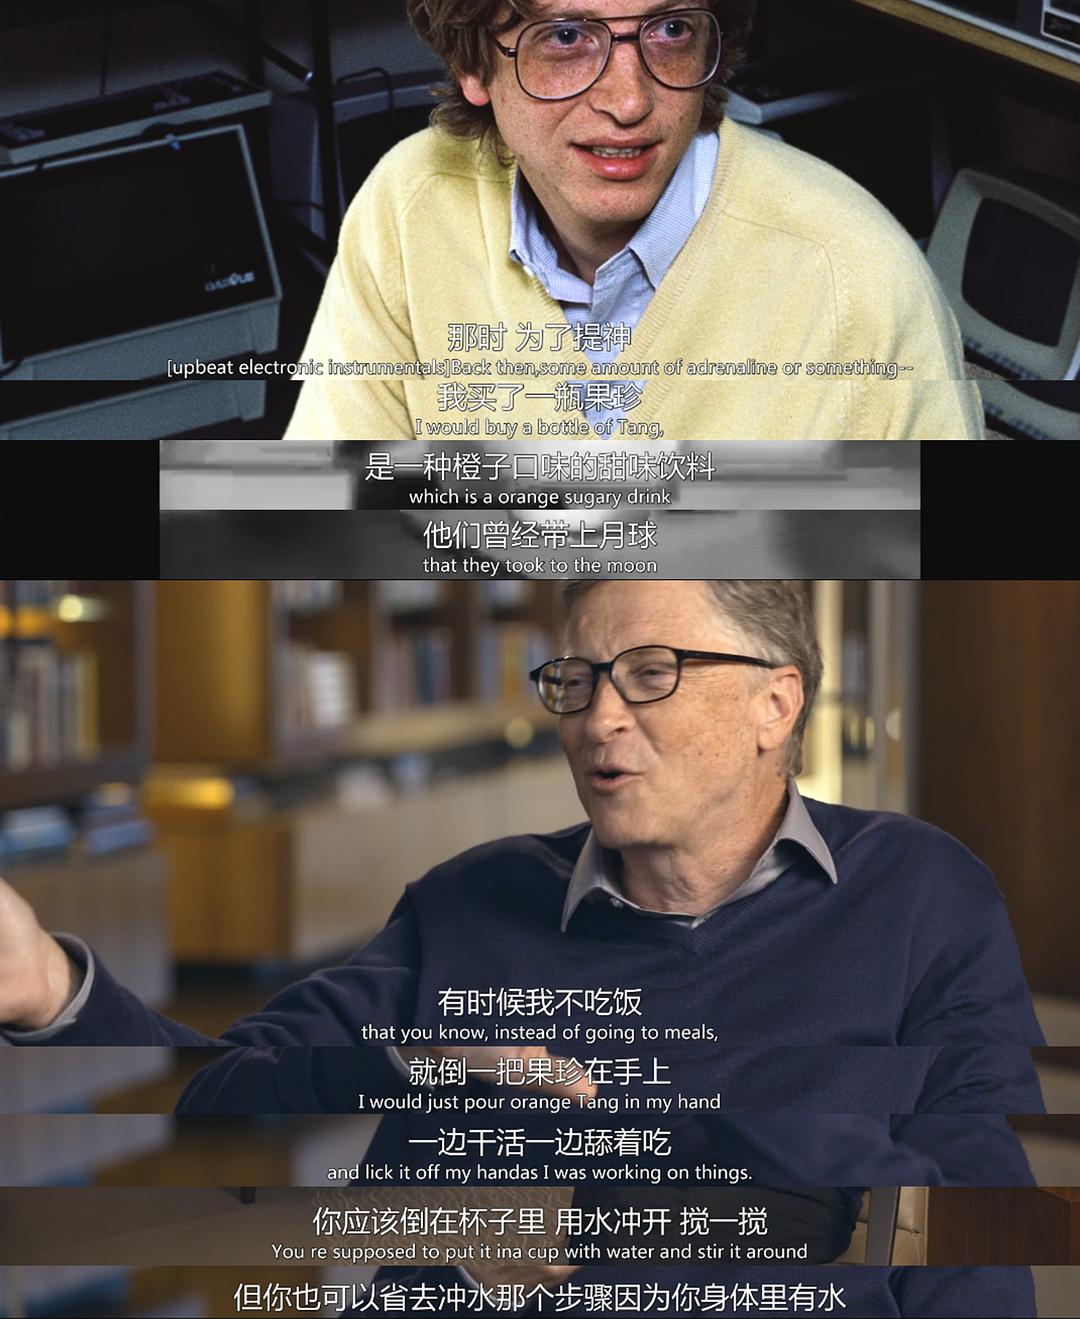 那时 为了提神
[upbeat electronic instrumentals]Back then,some amount of adrenaline or something--
我买了一瓶果珍
I would buy a bottle of Tang,
是一种橙子口味的甜味饮料
which is a orange sugary drink
他们曾经带上月球
that they took to the moon
有时候我不吃饭
that you know, instead of going to meals,
就倒一把果珍在手上
I would just pour orange Tang in my hand
一边干活一边舔着吃
and lick it off my handas I was working on things.
你应该倒在杯子里 用水冲开 搅一搅
You re supposed to put it ina cup with water and stir it around
但你也可以省去冲水那个步骤因为你身体里有水